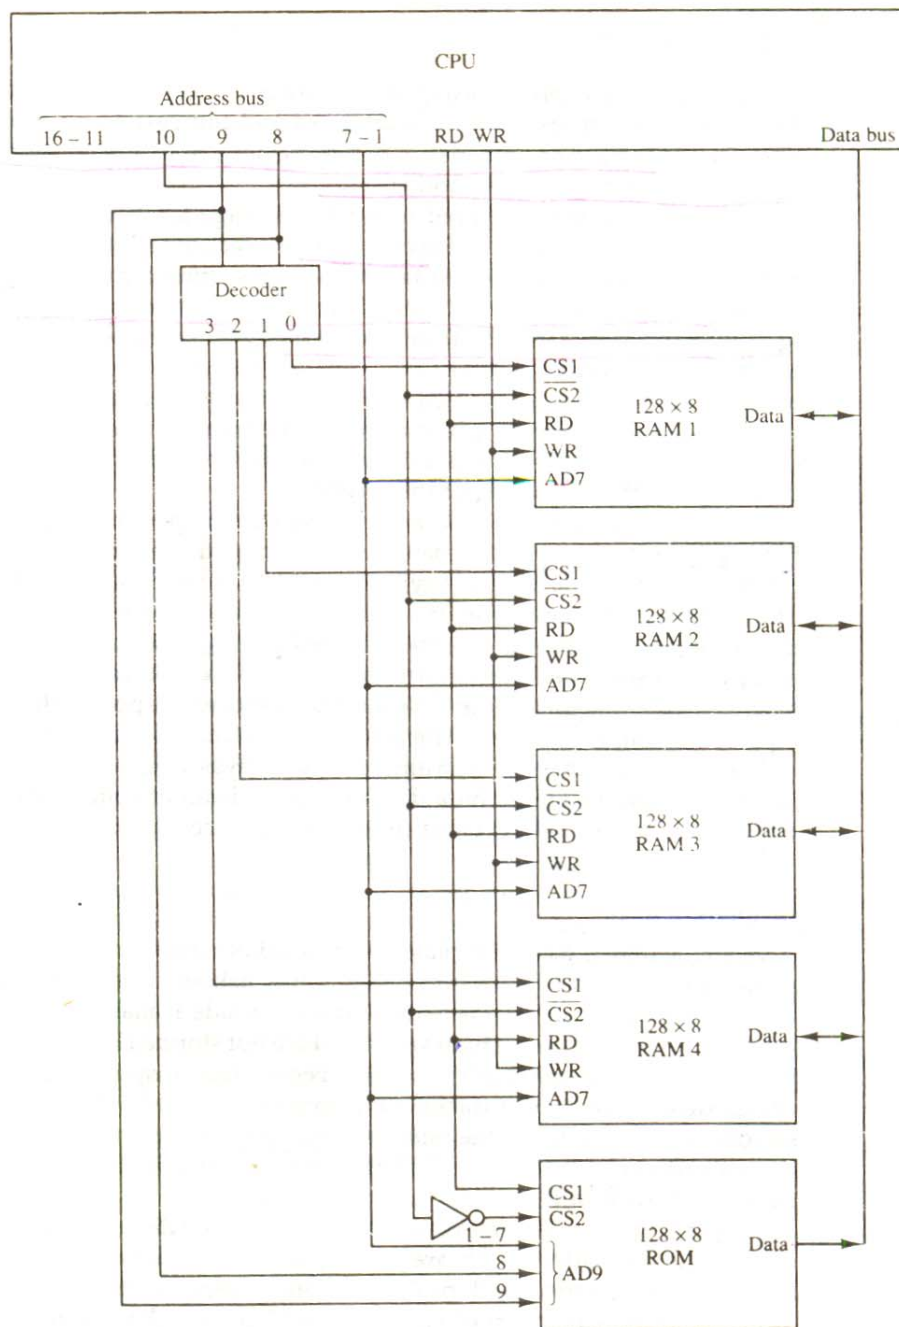 CPU
Address bus
16 – 11 10 9 8 7 – 1 RD WR Data bus
Decoder
3 2 1 0
CS1
CS2
RD
WR
AD7
128 × 8
RAM 1
Data
CS1
CS2
RD
WR
AD7
128 × 8
RAM 2
Data
CS1
CS2
RD
WR
AD7
128 × 8
RAM 3
Data
CS1
CS2
RD
WR
AD7
128 × 8
RAM 4
Data
CS1
CS2
1 – 7
8
9
AD9
128 × 8
ROM
Data